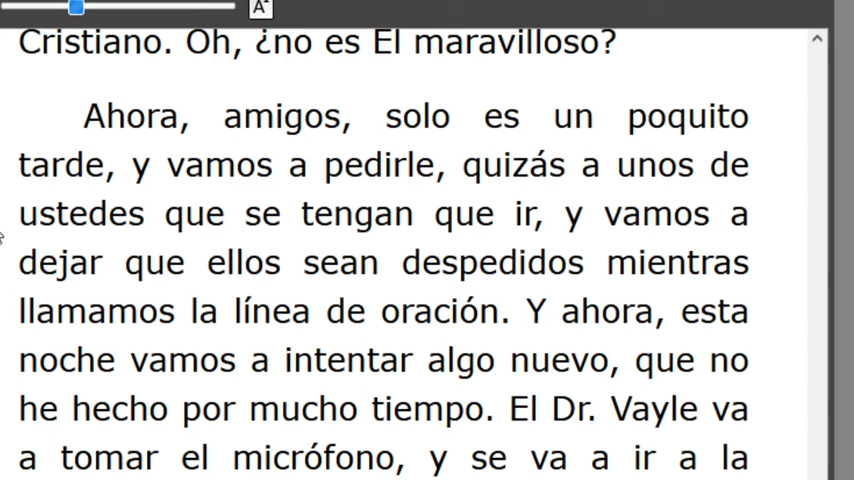 A
Cristiano. Oh, ¿no es El maravilloso?
Ahora, amigos, solo es un poquito
tarde, y vamos a pedirle, quizás a unos de
ustedes que se tengan que ir, y vamos a
dejar que ellos sean despedidos mientras
llamamos la línea de oración. Y ahora, esta
noche vamos a intentar algo nuevo, que no
he hecho por mucho tiempo. El Dr. Vayle va
a tomar el micrófono, y se va a ir a la